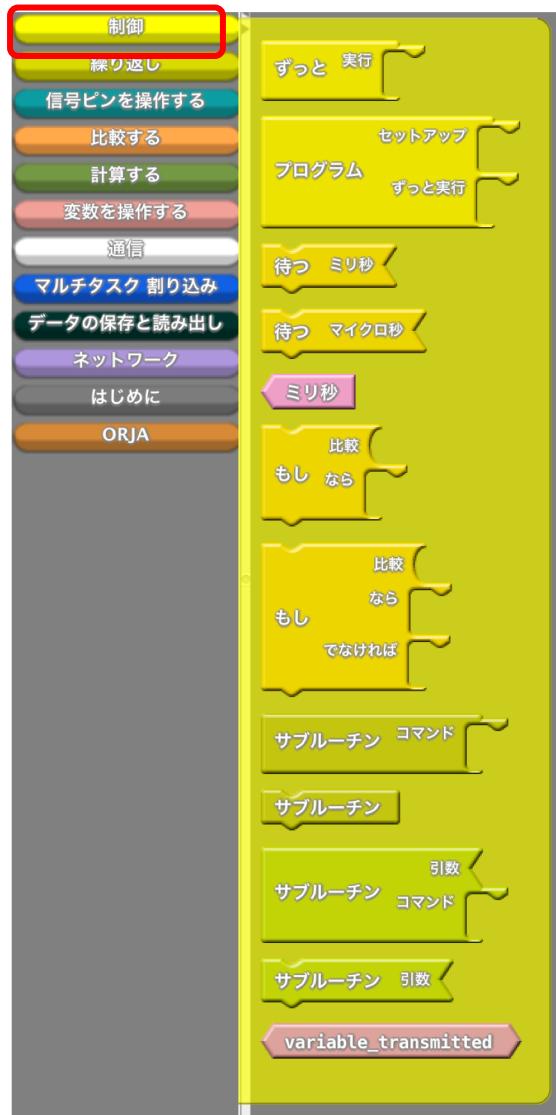 制御
繰り返し
信号ピンを操作する
比較する
計算する
変数を操作する
通信
マルチタスク 割り込み
データの保存と読み出し
ネットワーク
はじめに
ORJA
ずっと 実行
セットアップ
プログラム
ずっと実行
待つ ミリ秒
待つ マイクロ秒
ミリ秒
比較
もし なら
比較
なら
もし
でなければ
サブルーチン コマンド
サブルーチン
引数
サブルーチン コマンド
サブルーチン 引数
variable_transmitted